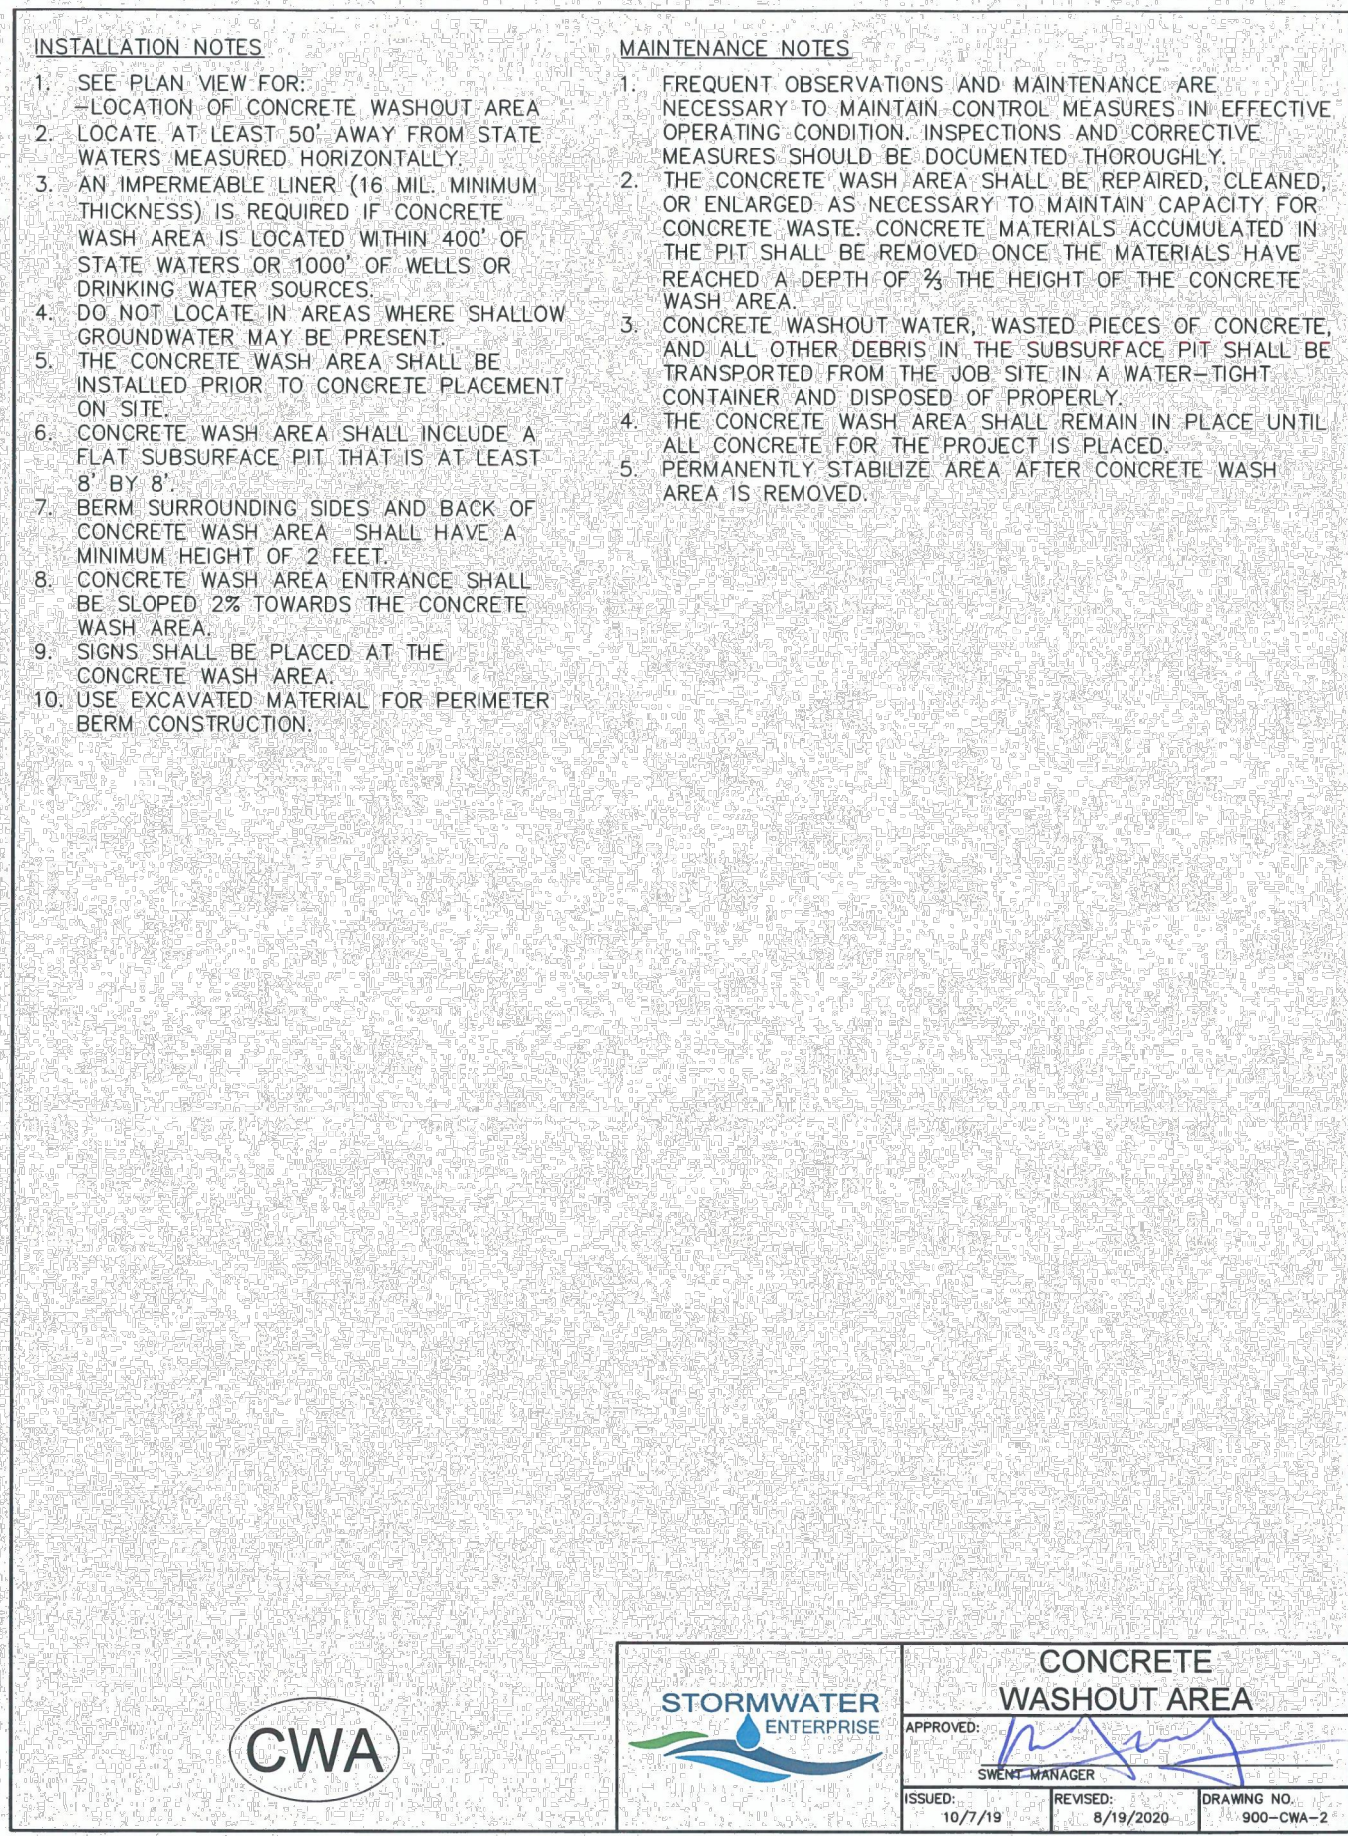 INSTALLATION NOTES
1. SEE PLAN VIEW FOR:
-LOCATION OF CONCRETE WASHOUT AREA
2. LOCATE AT LEAST 50' AWAY FROM STATE
WATERS MEASURED HORIZONTALLY.
3. AN IMPERMEABLE LINER (16 MIL. MINIMUM
THICKNESS) IS REQUIRED IF CONCRETE
WASH AREA IS LOCATED WITHIN 400' OF
STATE WATERS OR 1000' OF WELLS OR
DRINKING WATER SOURCES.
4. DO NOT LOCATE IN AREAS WHERE SHALLOW
GROUNDWATER MAY BE PRESENT.
5. THE CONCRETE WASH AREA SHALL BE
INSTALLED PRIOR TO CONCRETE PLACEMENT
ON SITE.
6. CONCRETE WASH AREA SHALL INCLUDE A
FLAT SUBSURFACE PIT THAT IS AT LEAST
8' BY 8'.
7. BERM SURROUNDING SIDES AND BACK OF
CONCRETE WASH AREA SHALL HAVE A
MINIMUM HEIGHT OF 2 FEET.
8. CONCRETE WASH AREA ENTRANCE SHALL
BE SLOPED 2% TOWARDS THE CONCRETE
WASH AREA.
9. SIGNS SHALL BE PLACED AT THE
CONCRETE WASH AREA.
10. USE EXCAVATED MATERIAL FOR PERIMETER
BERM CONSTRUCTION.
MAINTENANCE NOTES
1. FREQUENT OBSERVATIONS AND MAINTENANCE ARE
NECESSARY TO MAINTAIN CONTROL MEASURES IN EFFECTIVE
OPERATING CONDITION. INSPECTIONS AND CORRECTIVE
MEASURES SHOULD BE DOCUMENTED THOROUGHLY.
2. THE CONCRETE WASH AREA SHALL BE REPAIRED, CLEANED,
OR ENLARGED AS NECESSARY TO MAINTAIN CAPACITY FOR
CONCRETE WASTE. CONCRETE MATERIALS ACCUMULATED IN
THE PIT SHALL BE REMOVED ONCE THE MATERIALS HAVE
REACHED A DEPTH OF ⅔ THE HEIGHT OF THE CONCRETE
WASH AREA.
3. CONCRETE WASHOUT WATER, WASTED PIECES OF CONCRETE,
AND ALL OTHER DEBRIS IN THE SUBSURFACE PIT SHALL BE
TRANSPORTED FROM THE JOB SITE IN A WATER-TIGHT
CONTAINER AND DISPOSED OF PROPERLY.
4. THE CONCRETE WASH AREA SHALL REMAIN IN PLACE UNTIL
ALL CONCRETE FOR THE PROJECT IS PLACED.
5. PERMANENTLY STABILIZE AREA AFTER CONCRETE WASH
AREA IS REMOVED.
CWA
STORMWATER
ENTERPRISE
CONCRETE
WASHOUT AREA
APPROVED:
SWENT MANAGER
ISSUED:
10/7/19
REVISED:
8/19/2020
DRAWING NO.
900-CWA-2